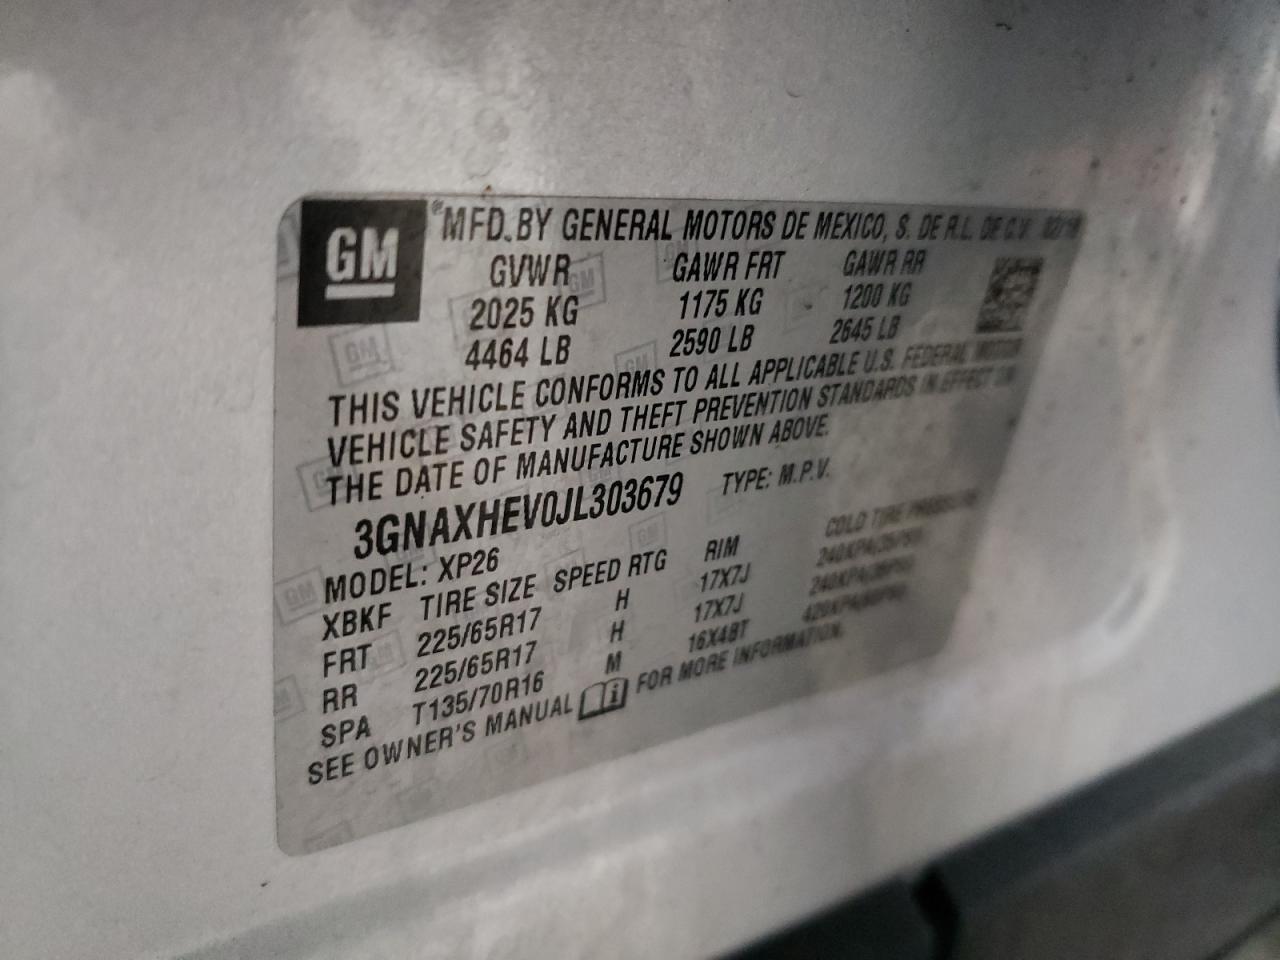 GM
®MFD. BY GENERAL MOTORS DE MEXICO, S. DE R.L. DE C.V.
GVWR GAWR FRT GAWR RR
2025 KG 1175 KG 1200 KG
4464 LB 2590 LB 2645 LB
THIS VEHICLE CONFORMS TO ALL APPLICABLE U.S. FEDERAL MOTOR
VEHICLE SAFETY AND THEFT PREVENTION STANDARDS IN EFFECT ON
THE DATE OF MANUFACTURE SHOWN ABOVE.
3GNAXHEV0JL303679 TYPE: M.P.V.
MODEL: XP26
XBKF TIRE SIZE SPEED RTG RIM COLD TIRE PRESSURE
FRT 225/65R17 H 17X7J
RR 225/65R17 H 17X7J
SPA T135/70R16 M 16X4BT
SEE OWNER'S MANUAL FOR MORE INFORMATION.